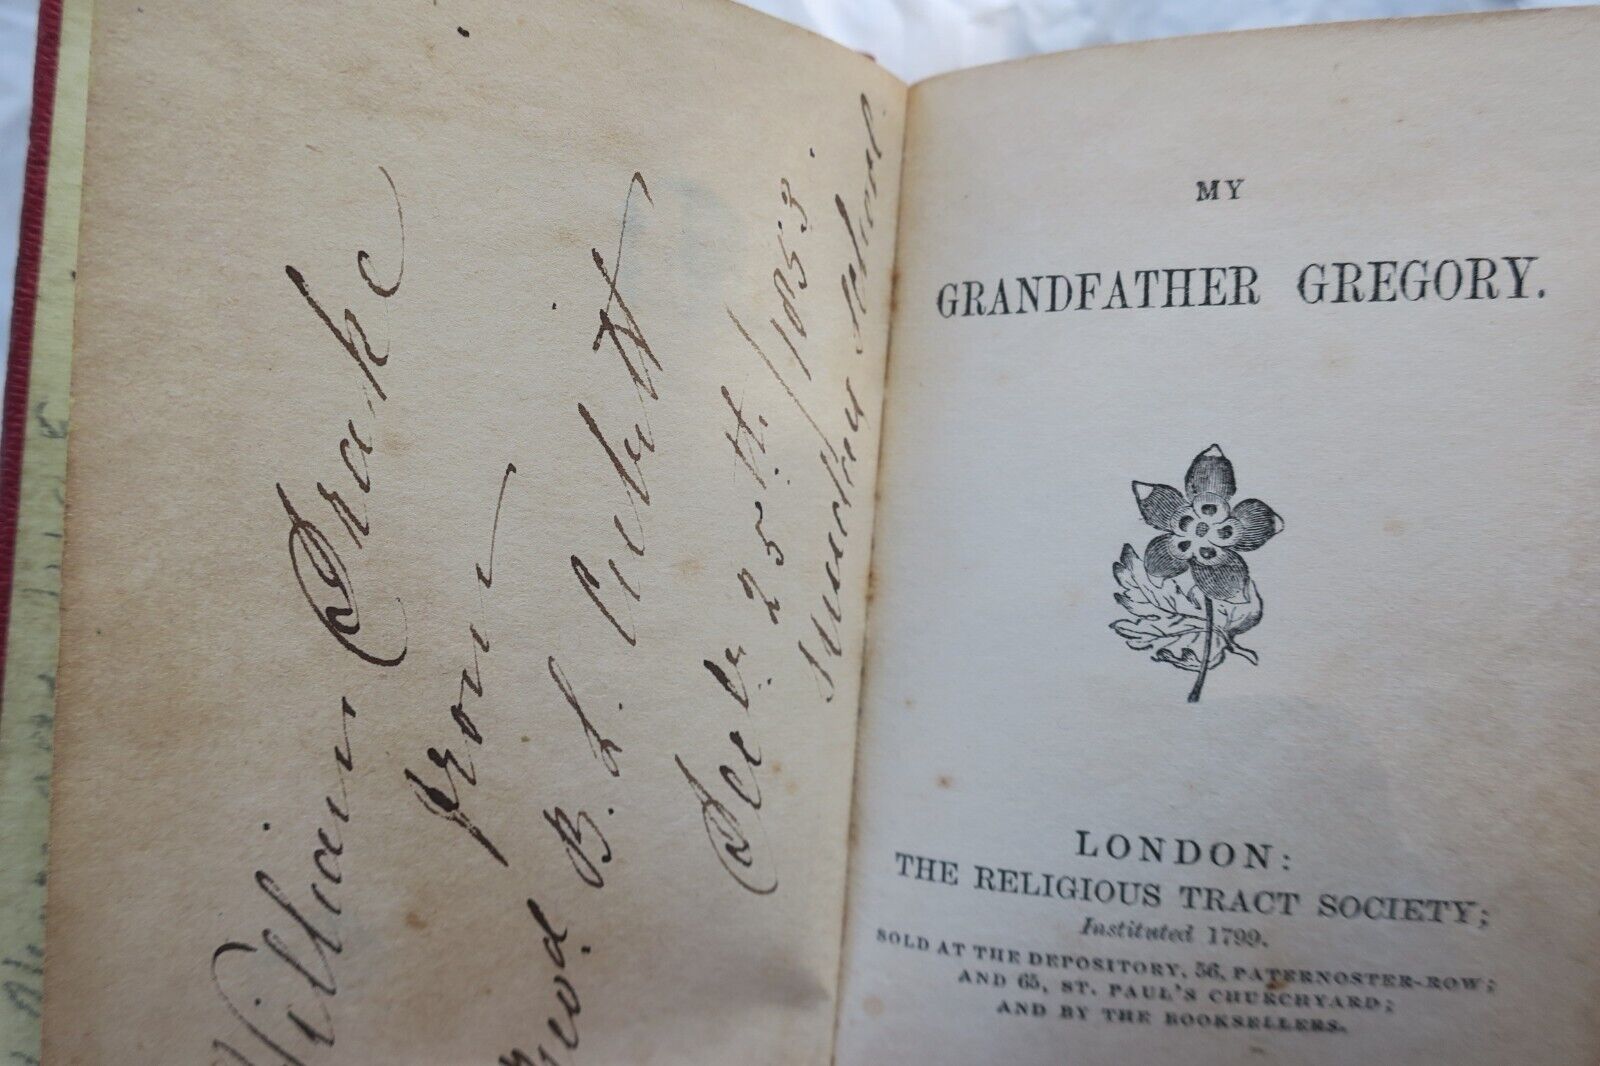 William Drake
from
B. L.
Dec. 25th. / 1853.
Sunday School
MY
GRANDFATHER GREGORY.
LONDON:
THE RELIGIOUS TRACT SOCIETY;
Instituted 1799.
SOLD AT THE DEPOSITORY, 56, PATERNOSTER-ROW;
AND 65, ST. PAUL'S CHURCHYARD;
AND BY THE BOOKSELLERS.